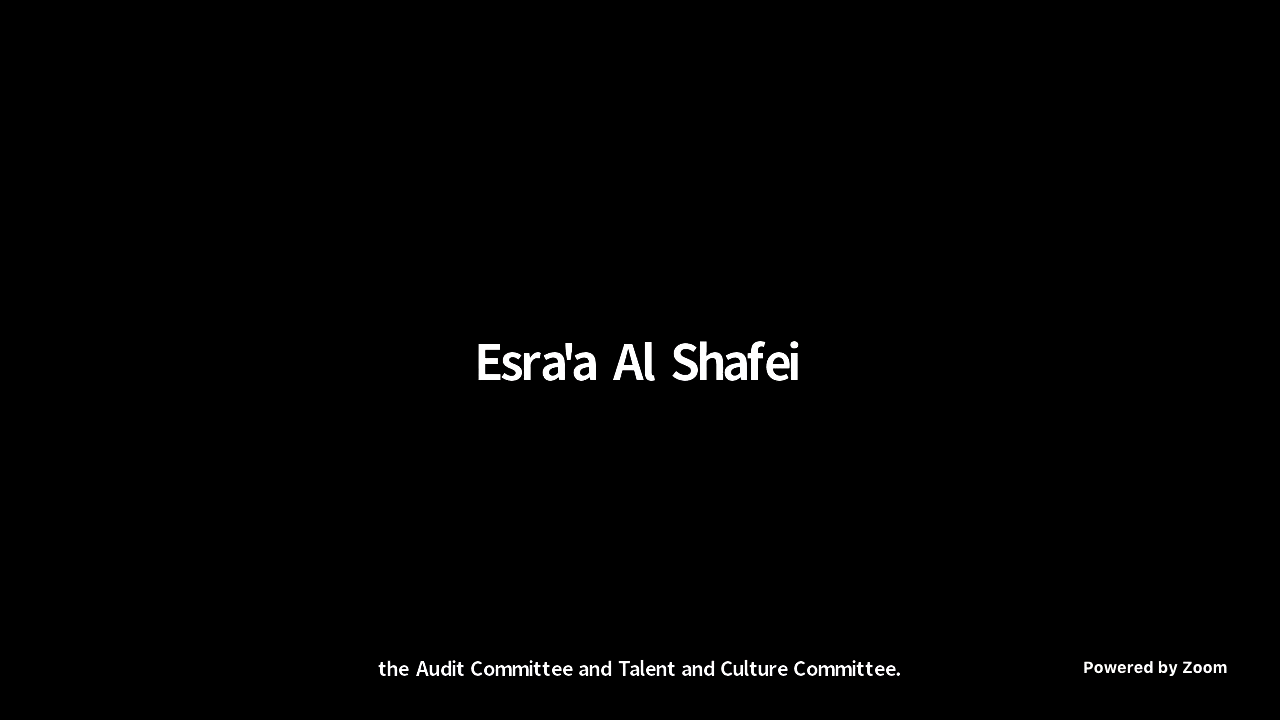 Esra'a Al Shafei
the Audit Committee and Talent and Culture Committee.
Powered by Zoom